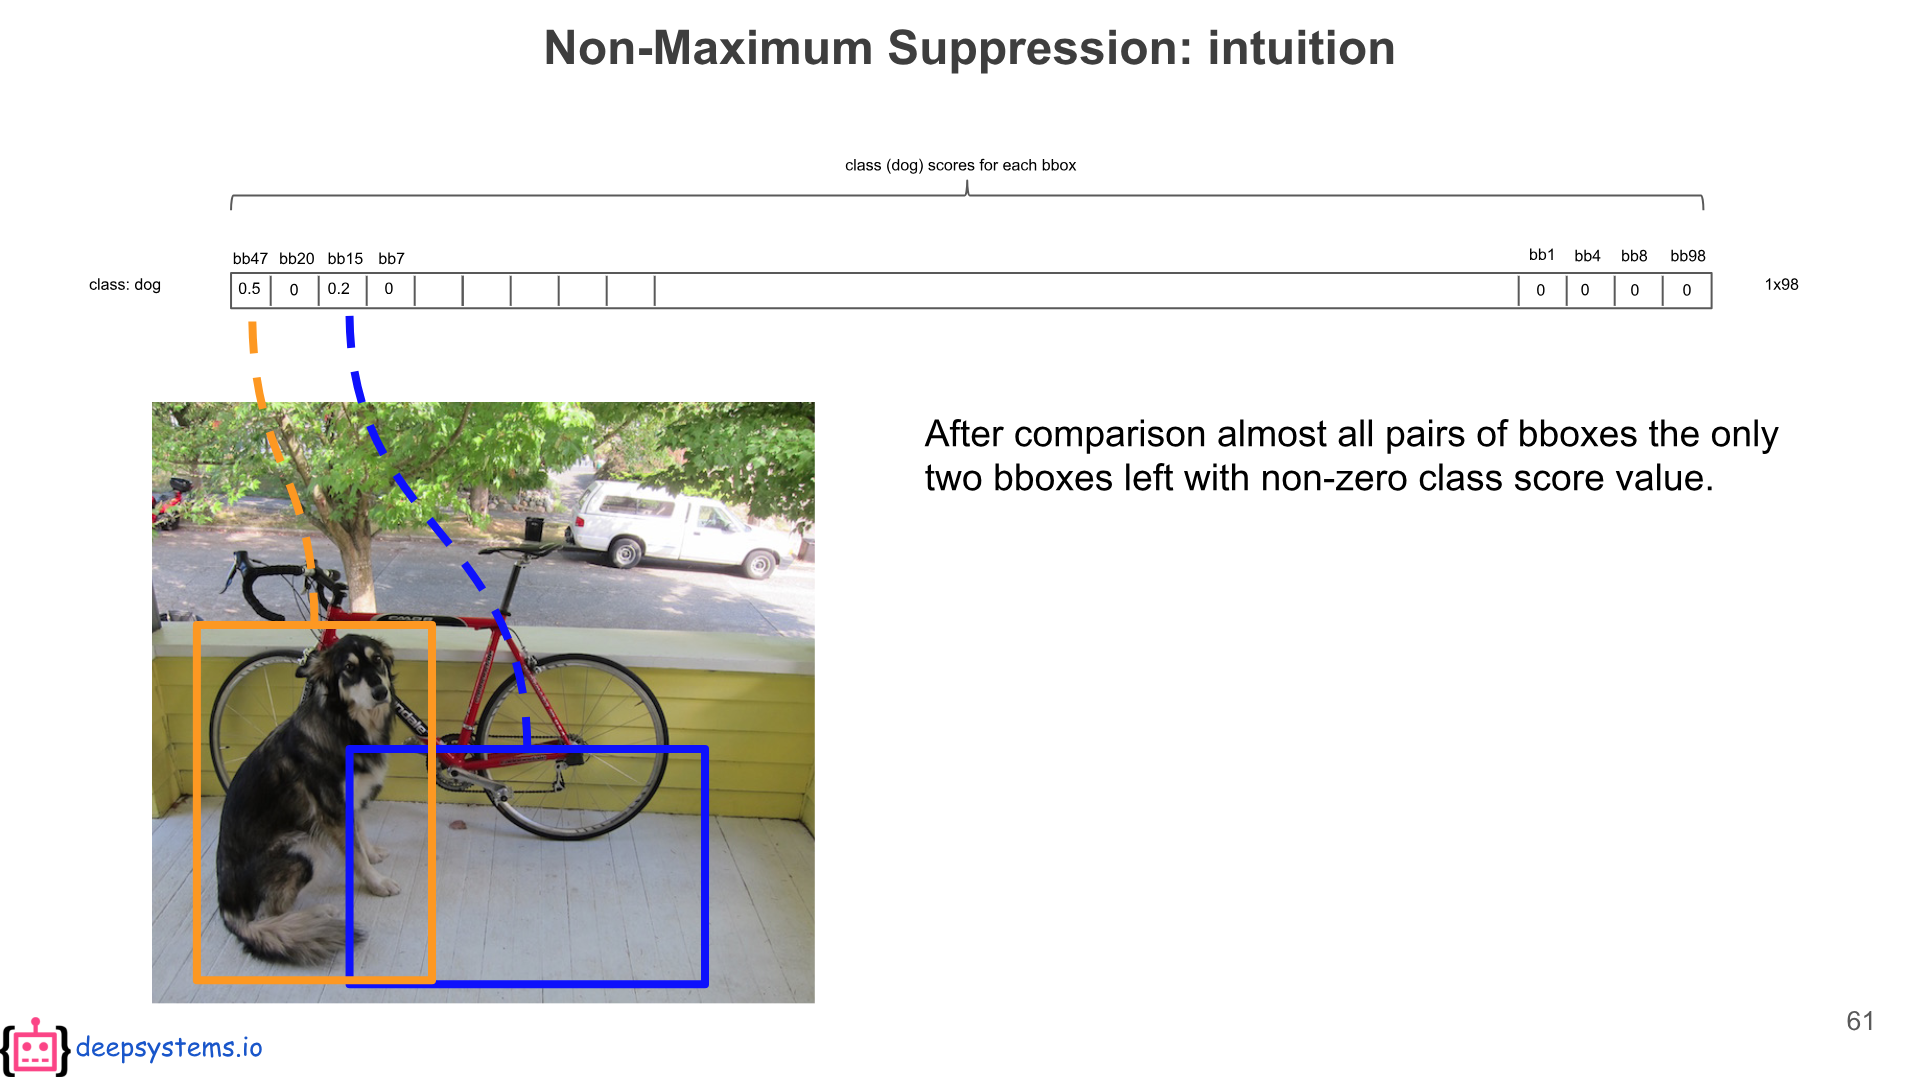 Non-Maximum Suppression: intuition
class (dog) scores for each bbox
bb47 bb20 bb15 bb7 bb1 bb4 bb8 bb98
class: dog 0.5 0 0.2 0 0 0 0 0 1x98
After comparison almost all pairs of bboxes the only
two bboxes left with non-zero class score value.
ndale
61
deepsystems.io